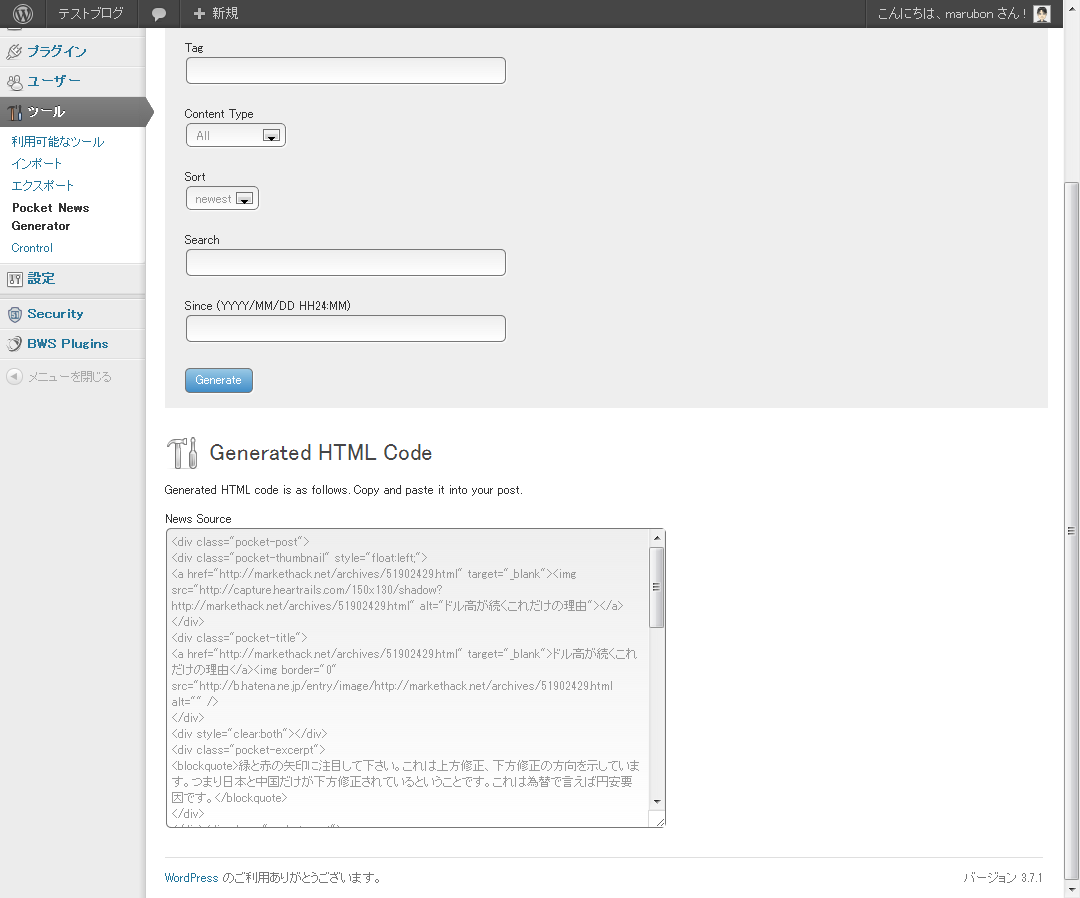 テストブログ
新規
こんにちは、marubon さん !
プラグイン
ユーザー
ツール
利用可能なツール
インポート
エクスポート
Pocket News
Generator
Crontrol
設定
Security
BWS Plugins
メニューを閉じる
Tag
Content Type
All
Sort
newest
Search
Since (YYYY/MM/DD HH24:MM)
Generate
Generated HTML Code
Generated HTML code is as follows. Copy and paste it into your post.
News Source
<div class="pocket-post">
<div class="pocket-thumbnail" style="float:left;">
<a href="http://markethack.net/archives/51902429.html" target="_blank"><img
src="http://capture.heartrails.com/150x130/shadow?
http://markethack.net/archives/51902429.html" alt="ドル高が続くこれだけの理由"></a>
</div>
<div class="pocket-title">
<a href="http://markethack.net/archives/51902429.html" target="_blank">ドル高が続くこれ
だけの理由</a><img border="0"
src="http://b.hatena.ne.jp/entry/image/http://markethack.net/archives/51902429.html
alt="" />
</div>
<div style="clear:both"></div>
<div class="pocket-excerpt">
<blockquote>緑と赤の矢印に注目して下さい。これは上方修正、下方修正の方向を示していま
す。つまり日本と中国だけが下方修正されているということです。これは為替で言えば円安要
因です。</blockquote>
</div>
WordPress のご利用ありがとうございます。
バージョン 3.7.1